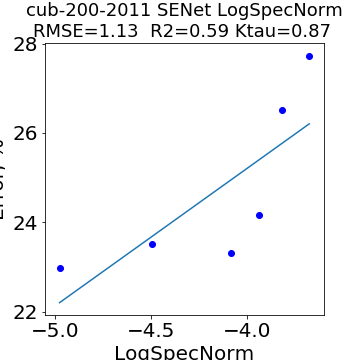 cub-200-2011 SENet LogSpecNorm
RMSE=1.13 R2=0.59 Ktau=0.87
28
26
24
22
−5.0 −4.5 −4.0
LogSpecNorm